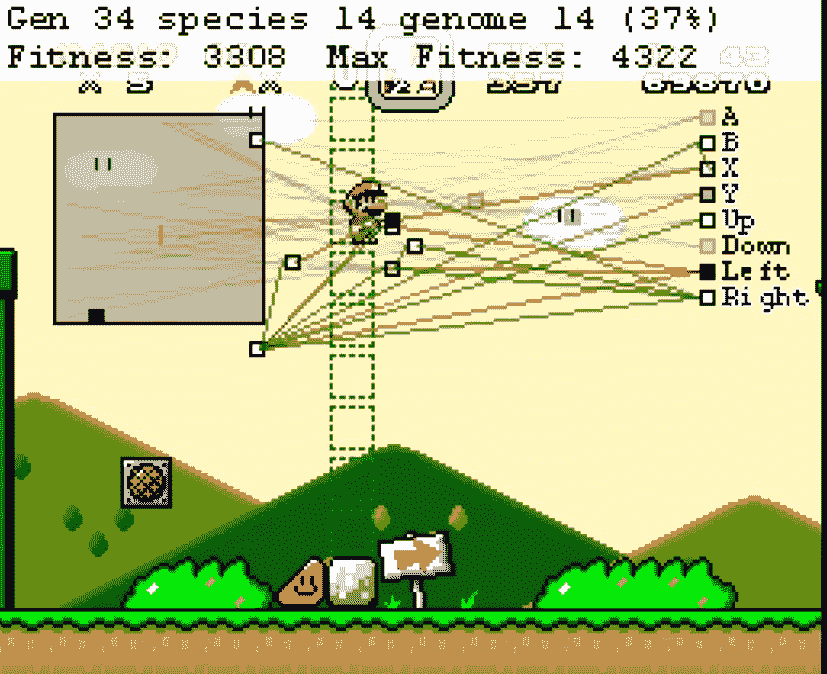 Gen 34 species 14 genome 14 (37%)
Fitness: 3308 Max Fitness: 4322
A
B
X
Y
Up
Down
Left
Right